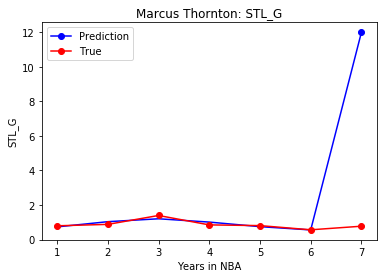 Marcus Thornton: STL_G
Prediction
True
12
10
8
6
4
2
0
STL_G
1 2 3 4 5 6 7
Years in NBA